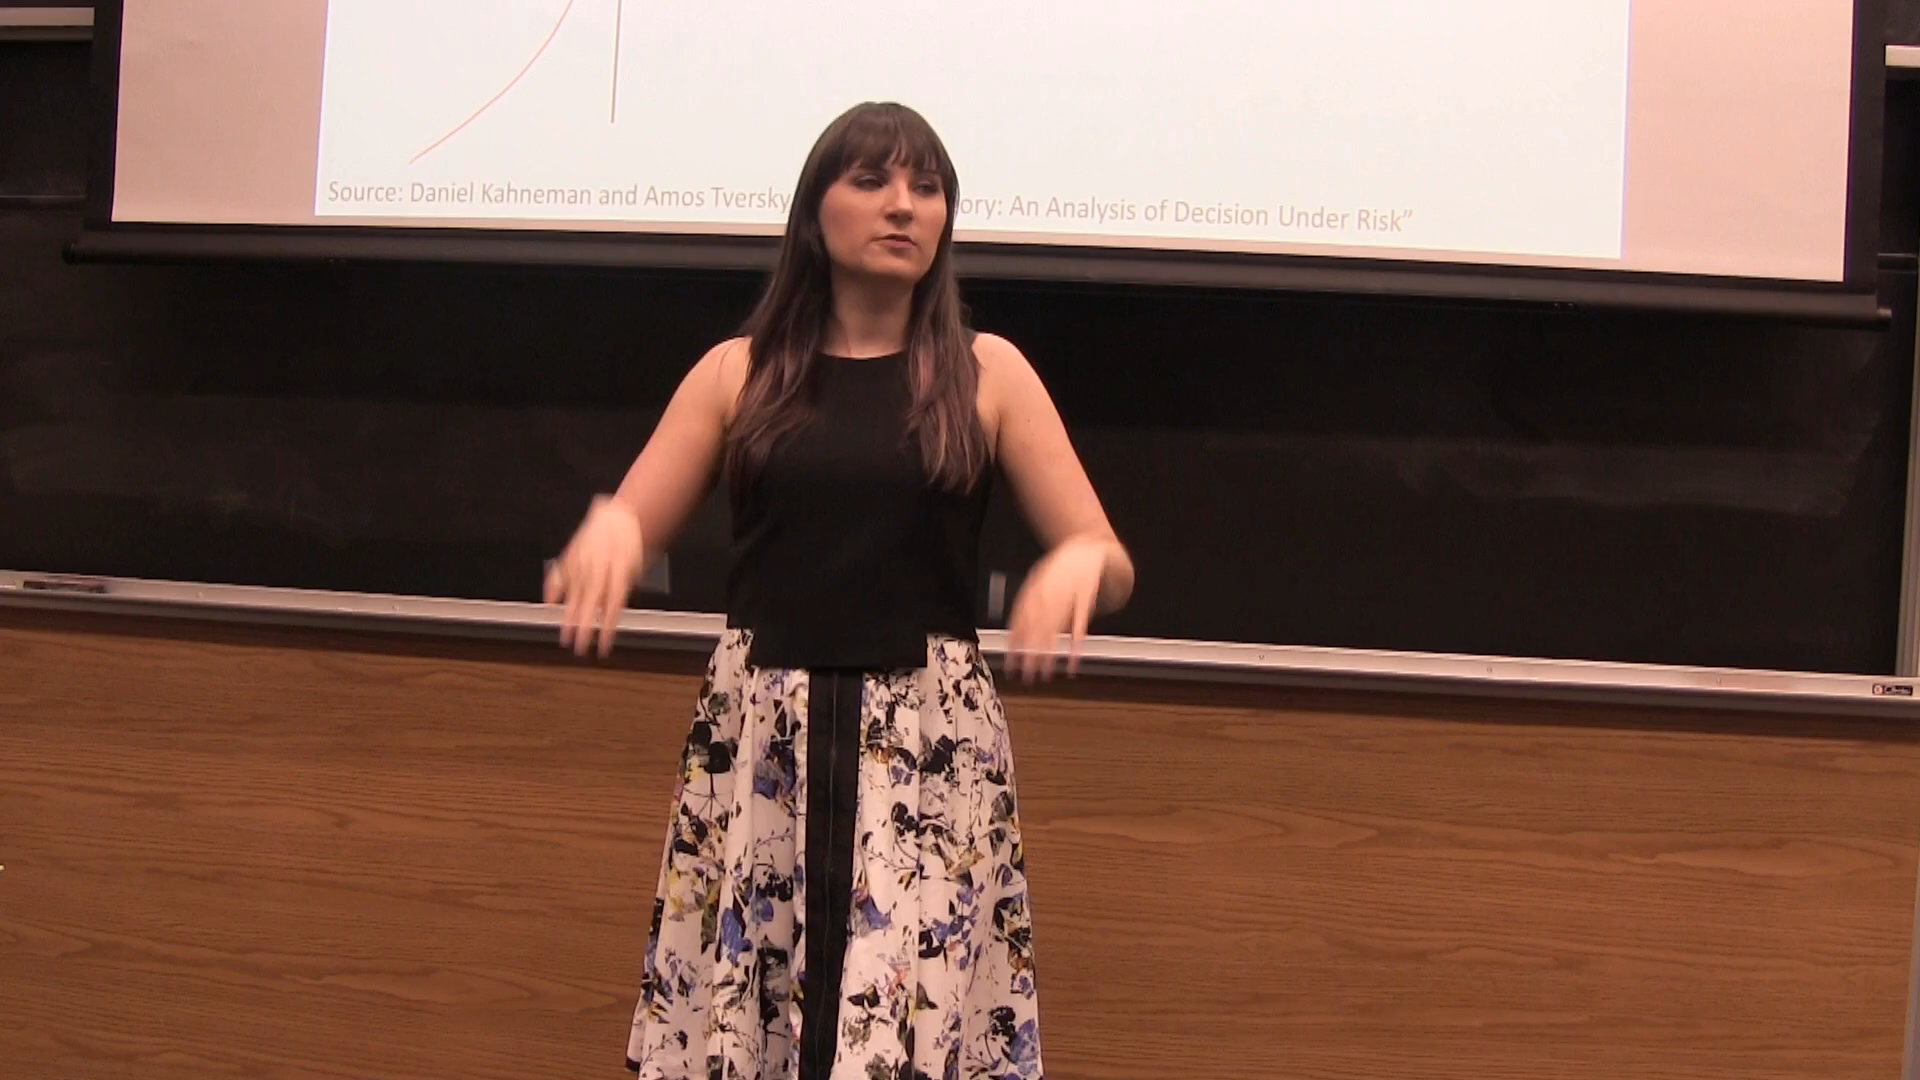 Source: Daniel Kahneman and Amos Tversky ory: An Analysis of Decision Under Risk”